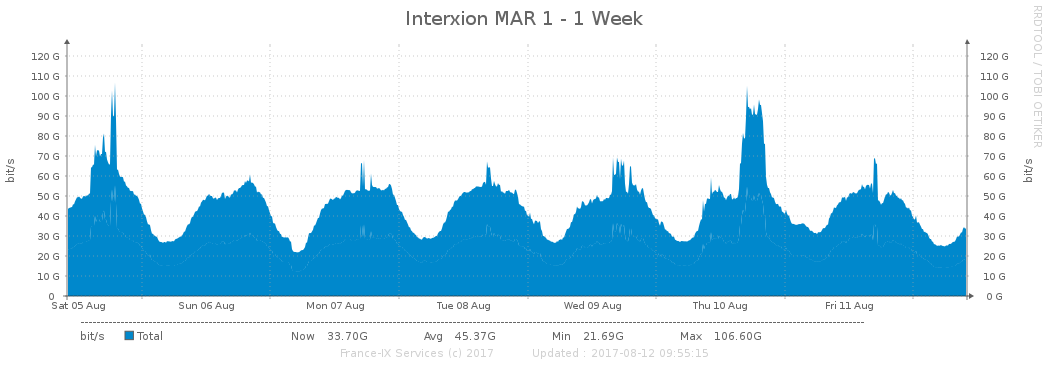 Interxion MAR 1 - 1 Week
RRDTOOL / TOBI OETIKER
bit/s
120 G 120 G
110 G 110 G
100 G 100 G
90 G 90 G
80 G 80 G
70 G 70 G
60 G 60 G
50 G 50 G
40 G 40 G
30 G 30 G
20 G 20 G
10 G 10 G
0 0 G
bit/s
Sat 05 Aug Sun 06 Aug Mon 07 Aug Tue 08 Aug Wed 09 Aug Thu 10 Aug Fri 11 Aug
bit/s Total Now 33.70G Avg 45.37G Min 21.69G Max 106.60G
France-IX Services (c) 2017 Updated : 2017-08-12 09:55:15